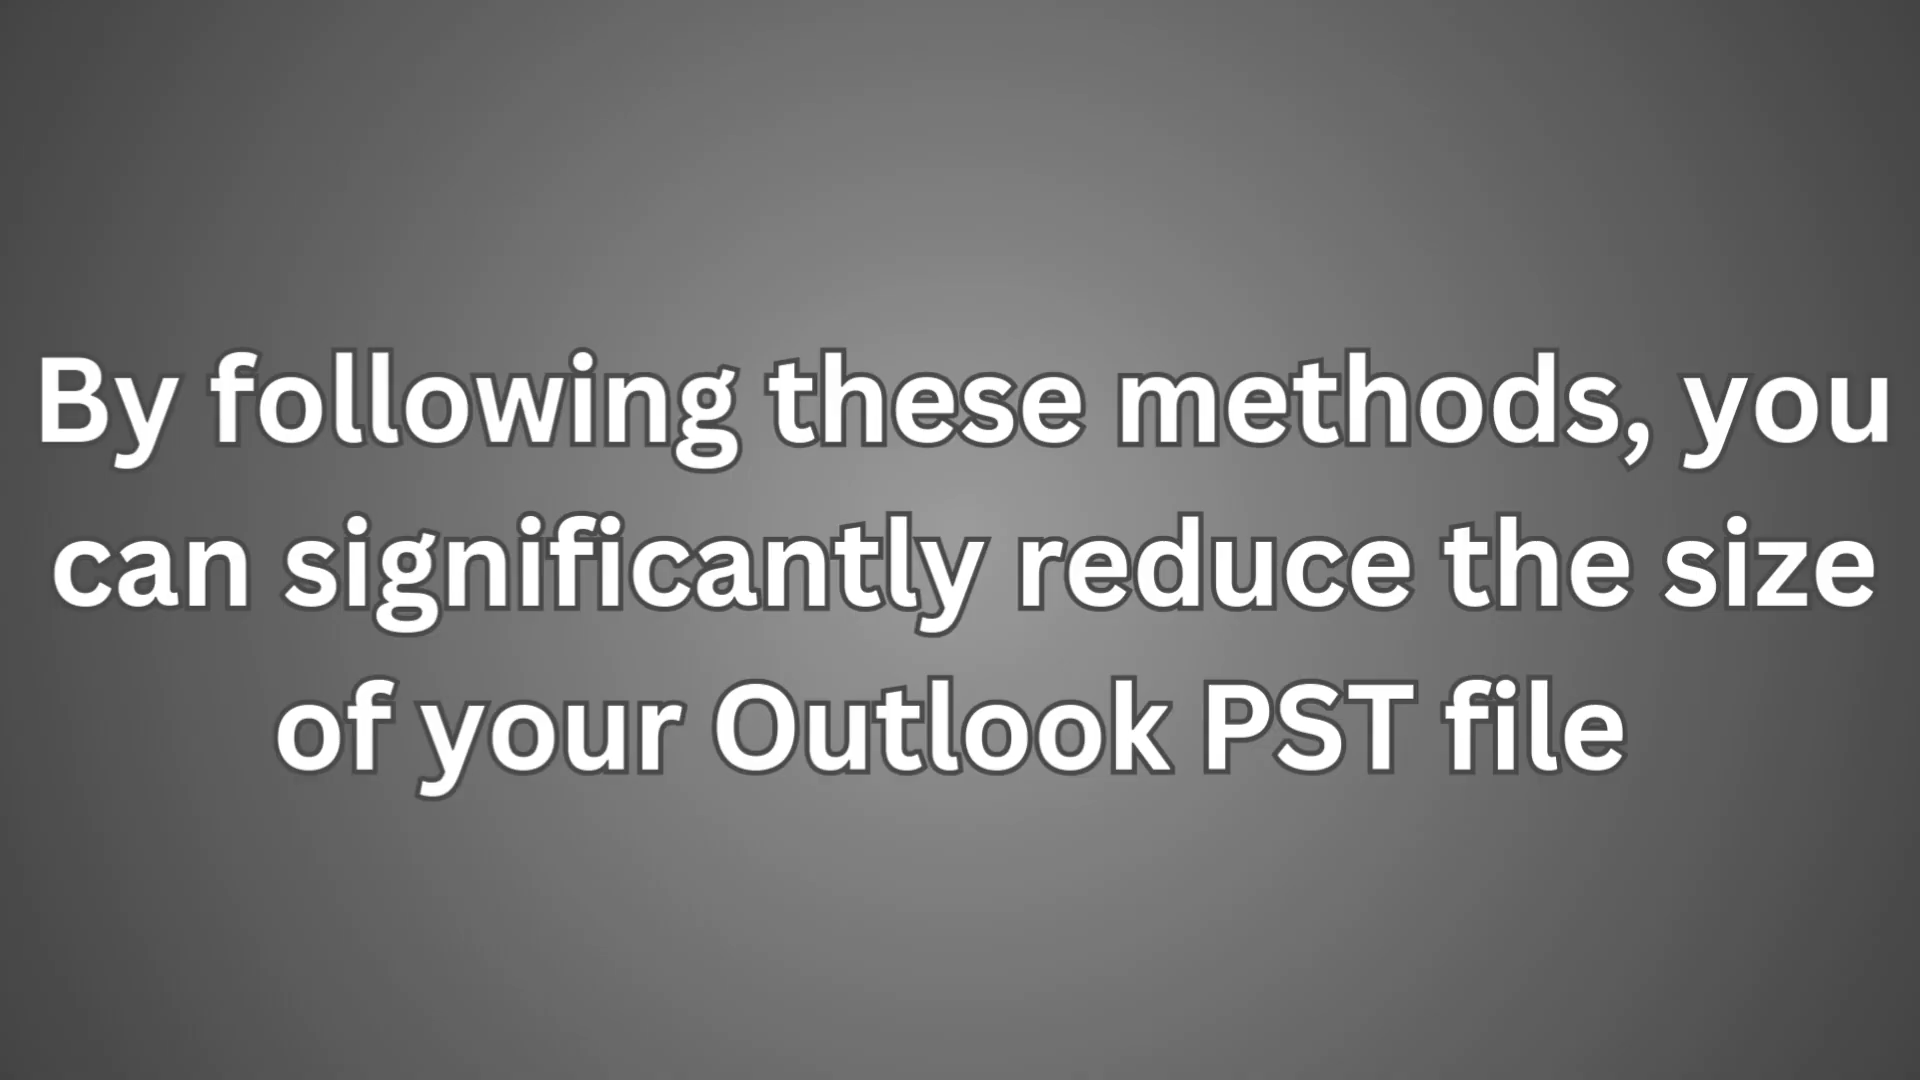 By following these methods, you
can significantly reduce the size
of your Outlook PST file